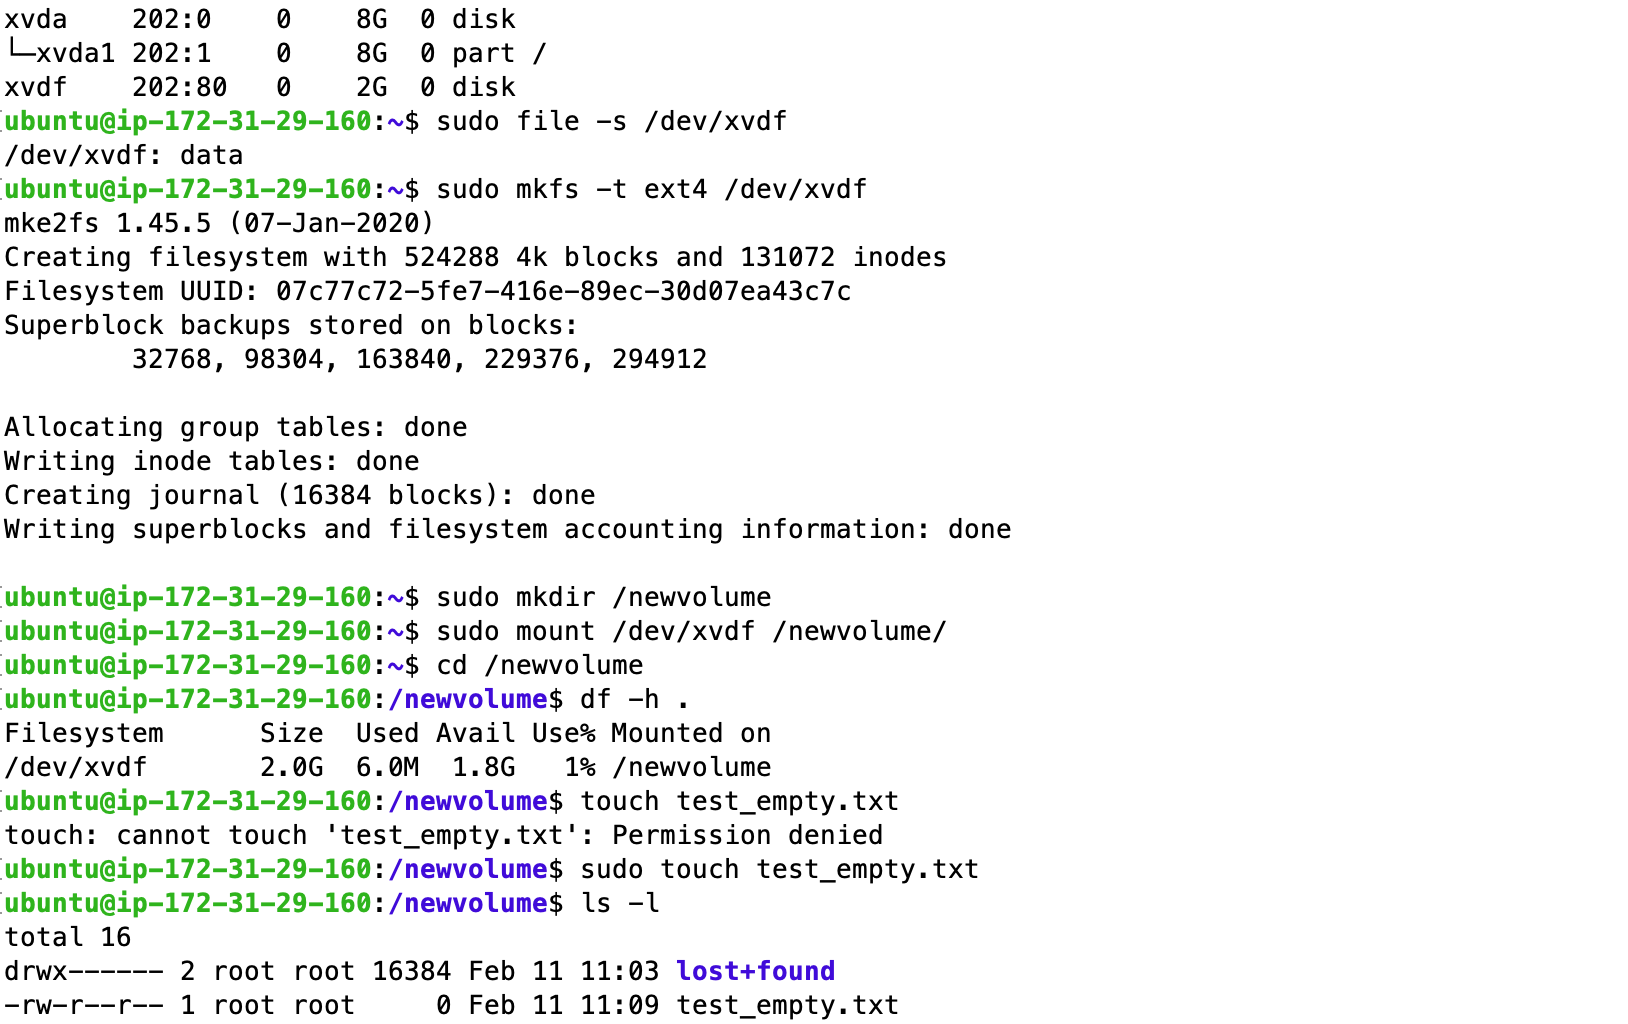 xvda    202:0    0    8G  0 disk
└─xvda1 202:1    0    8G  0 part /
xvdf    202:80   0    2G  0 disk
ubuntu@ip-172-31-29-160:~$ sudo file -s /dev/xvdf
/dev/xvdf: data
ubuntu@ip-172-31-29-160:~$ sudo mkfs -t ext4 /dev/xvdf
mke2fs 1.45.5 (07-Jan-2020)
Creating filesystem with 524288 4k blocks and 131072 inodes
Filesystem UUID: 07c77c72-5fe7-416e-89ec-30d07ea43c7c
Superblock backups stored on blocks:
        32768, 98304, 163840, 229376, 294912

Allocating group tables: done
Writing inode tables: done
Creating journal (16384 blocks): done
Writing superblocks and filesystem accounting information: done

ubuntu@ip-172-31-29-160:~$ sudo mkdir /newvolume
ubuntu@ip-172-31-29-160:~$ sudo mount /dev/xvdf /newvolume/
ubuntu@ip-172-31-29-160:~$ cd /newvolume
ubuntu@ip-172-31-29-160:/newvolume$ df -h .
Filesystem      Size  Used Avail Use% Mounted on
/dev/xvdf       2.0G  6.0M  1.8G   1% /newvolume
ubuntu@ip-172-31-29-160:/newvolume$ touch test_empty.txt
touch: cannot touch 'test_empty.txt': Permission denied
ubuntu@ip-172-31-29-160:/newvolume$ sudo touch test_empty.txt
ubuntu@ip-172-31-29-160:/newvolume$ ls -l
total 16
drwx------ 2 root root 16384 Feb 11 11:03 lost+found
-rw-r--r-- 1 root root     0 Feb 11 11:09 test_empty.txt